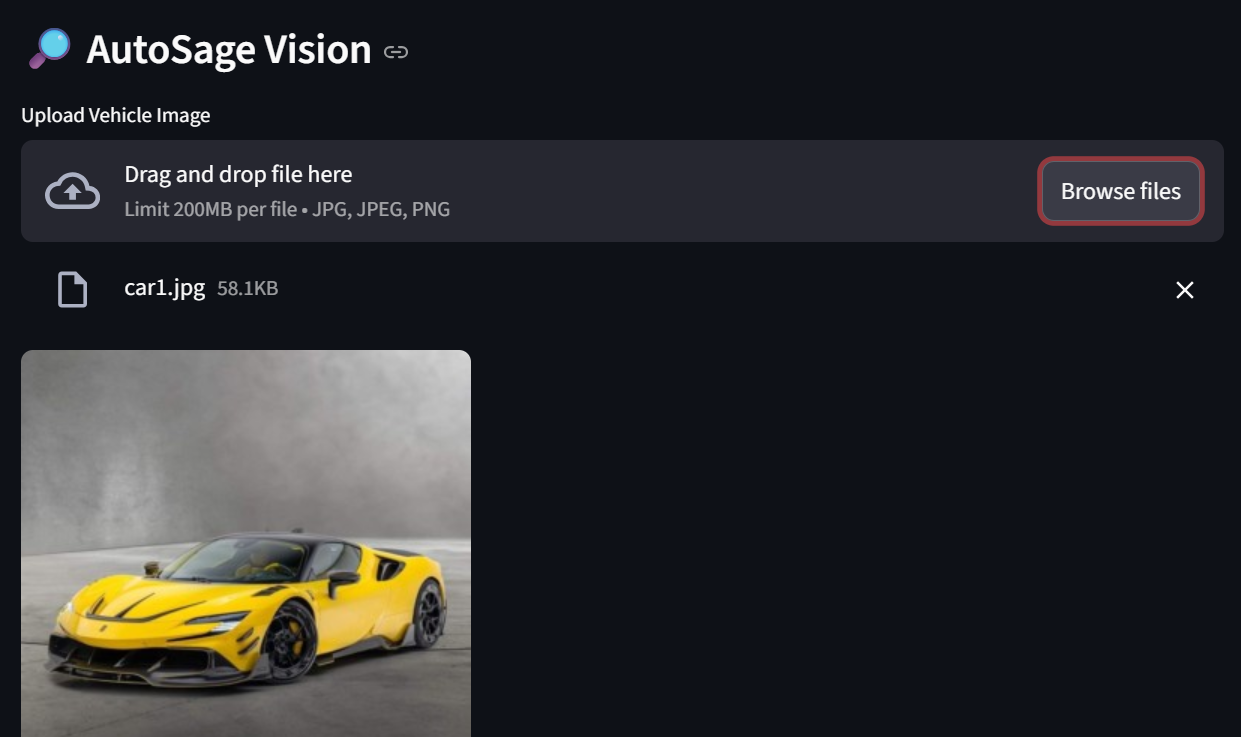 AutoSage Vision
Upload Vehicle Image
Drag and drop file here
Limit 200MB per file • JPG, JPEG, PNG
Browse files
car1.jpg 58.1KB